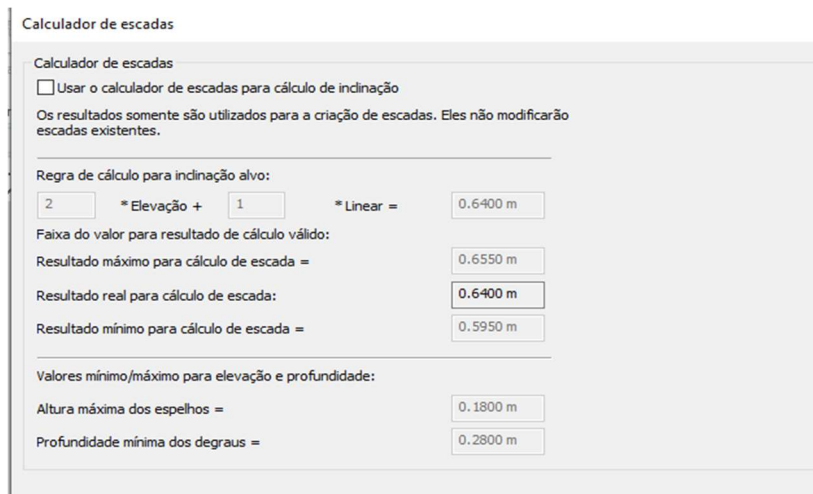 Calculador de escadas
Calculador de escadas
Usar o calculador de escadas para cálculo de inclinação
Os resultados somente são utilizados para a criação de escadas. Eles não modificarão
escadas existentes.
Regra de cálculo para inclinação alvo:
2 * Elevação + 1 * Linear = 0.6400 m
Faixa do valor para resultado de cálculo válido:
Resultado máximo para cálculo de escada = 0.6550 m
Resultado real para cálculo de escada: 0.6400 m
Resultado mínimo para cálculo de escada = 0.5950 m
Valores mínimo/máximo para elevação e profundidade:
Altura máxima dos espelhos = 0.1800 m
Profundidade mínima dos degraus = 0.2800 m